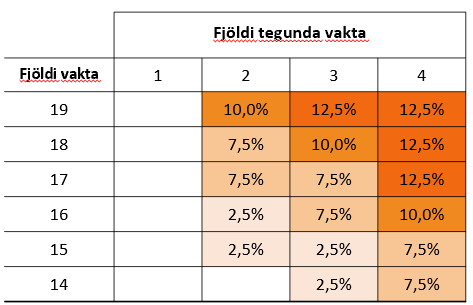 Fjöldi tegunda vakta
Fjöldi vakta 1 2 3 4
19 10,0% 12,5% 12,5%
18 7,5% 10,0% 12,5%
17 7,5% 7,5% 12,5%
16 2,5% 7,5% 10,0%
15 2,5% 2,5% 7,5%
14 2,5% 7,5%